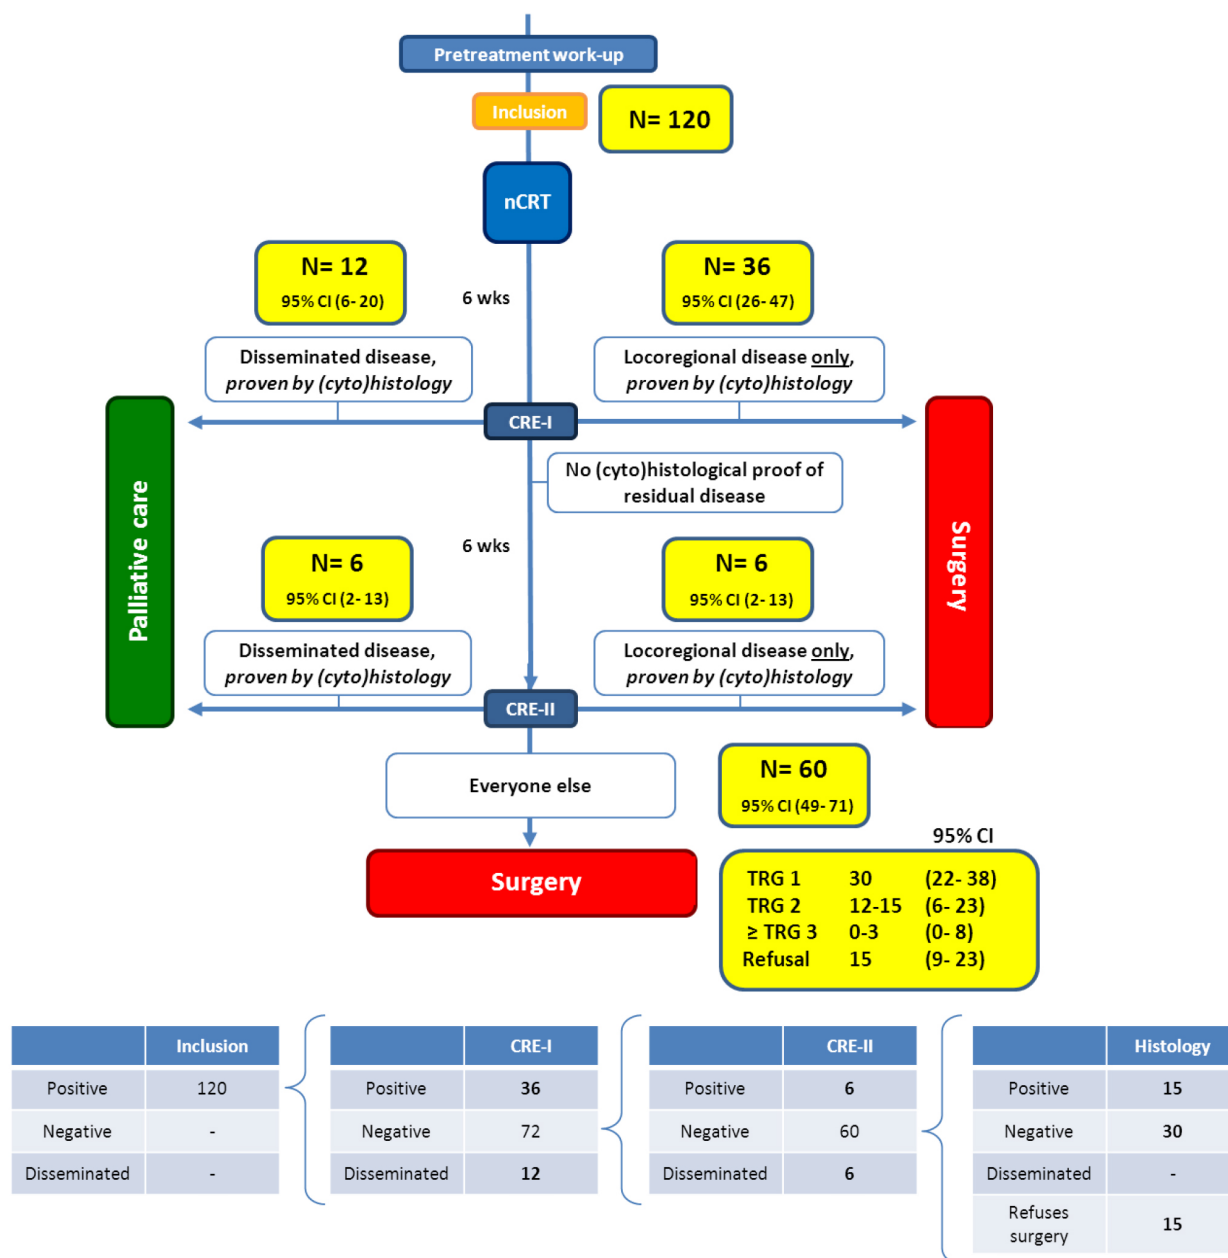 Pretreatment work-up
Inclusion
N= 120
nCRT
N= 12
95% CI (6- 20)
6 wks
N= 36
95% CI (26- 47)
Disseminated disease,
proven by (cyto)histology
Locoregional disease only,
proven by (cyto)histology
CRE-I
Palliative care
Surgery
No (cyto)histological proof of
residual disease
6 wks
N= 6
95% CI (2- 13)
N= 6
95% CI (2- 13)
Disseminated disease,
proven by (cyto)histology
Locoregional disease only,
proven by (cyto)histology
CRE-II
Everyone else
N= 60
95% CI (49- 71)
Surgery
95% CI
TRG 1 30 (22- 38)
TRG 2 12-15 (6- 23)
≥ TRG 3 0-3 (0- 8)
Refusal 15 (9- 23)
Inclusion
Positive 120
Negative -
Disseminated -
CRE-I
Positive 36
Negative 72
Disseminated 12
CRE-II
Positive 6
Negative 60
Disseminated 6
Histology
Positive 15
Negative 30
Disseminated -
Refuses
surgery 15